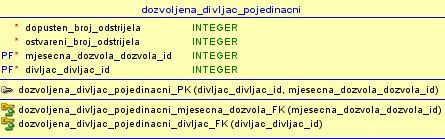 dozvoljena_divljac_pojedinacni
* dopusten_broj_odstrijela INTEGER
* ostvareni_broj_odstrijela INTEGER
PF* mjesecna_dozvola_dozvola_id INTEGER
PF* divljac_divljac_id INTEGER
dozvoljena_divljac_pojedinacni_PK (divljac_divljac_id, mjesecna_dozvola_dozvola_id)
dozvoljena_divljac_pojedinacni_mjesecna_dozvola_FK (mjesecna_dozvola_dozvola_id)
dozvoljena_divljac_pojedinacni_divljac_FK (divljac_divljac_id)